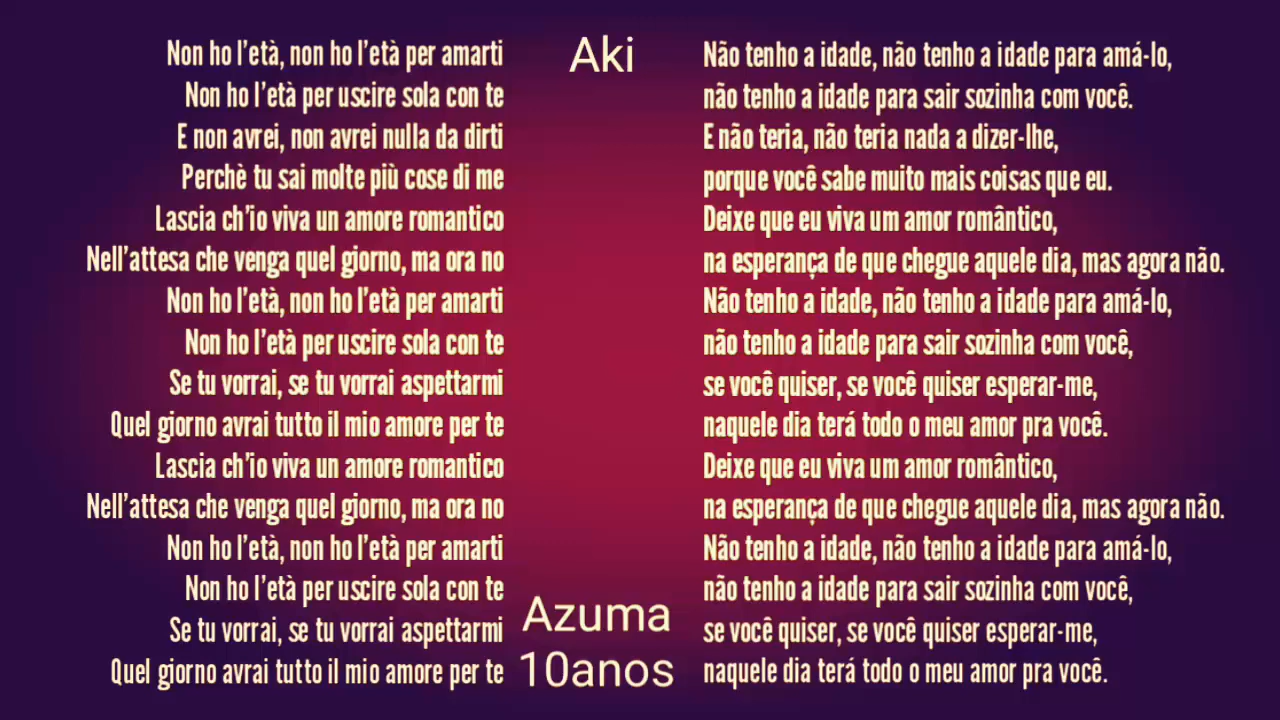 Non ho l'età, non ho l'età per amarti
Non ho l'età per uscire sola con te
E non avrei, non avrei nulla da dirti
Perchè tu sai molte più cose di me
Lascia ch'io viva un amore romantico
Nell'attesa che venga quel giorno, ma ora no
Non ho l'età, non ho l'età per amarti
Non ho l'età per uscire sola con te
Se tu vorrai, se tu vorrai aspettarmi
Quel giorno avrai tutto il mio amore per te
Lascia ch'io viva un amore romantico
Nell'attesa che venga quel giorno, ma ora no
Non ho l'età, non ho l'età per amarti
Non ho l'età per uscire sola con te
Se tu vorrai, se tu vorrai aspettarmi
Quel giorno avrai tutto il mio amore per te
Aki
Azuma
10anos
Não tenho a idade, não tenho a idade para amá-lo,
não tenho a idade para sair sozinha com você.
E não teria, não teria nada a dizer-lhe,
porque você sabe muito mais coisas que eu.
Deixe que eu viva um amor romântico,
na esperança de que chegue aquele dia, mas agora não.
Não tenho a idade, não tenho a idade para amá-lo,
não tenho a idade para sair sozinha com você,
se você quiser, se você quiser esperar-me,
naquele dia terá todo o meu amor pra você.
Deixe que eu viva um amor romântico,
na esperança de que chegue aquele dia, mas agora não.
Não tenho a idade, não tenho a idade para amá-lo,
não tenho a idade para sair sozinha com você,
se você quiser, se você quiser esperar-me,
naquele dia terá todo o meu amor pra você.